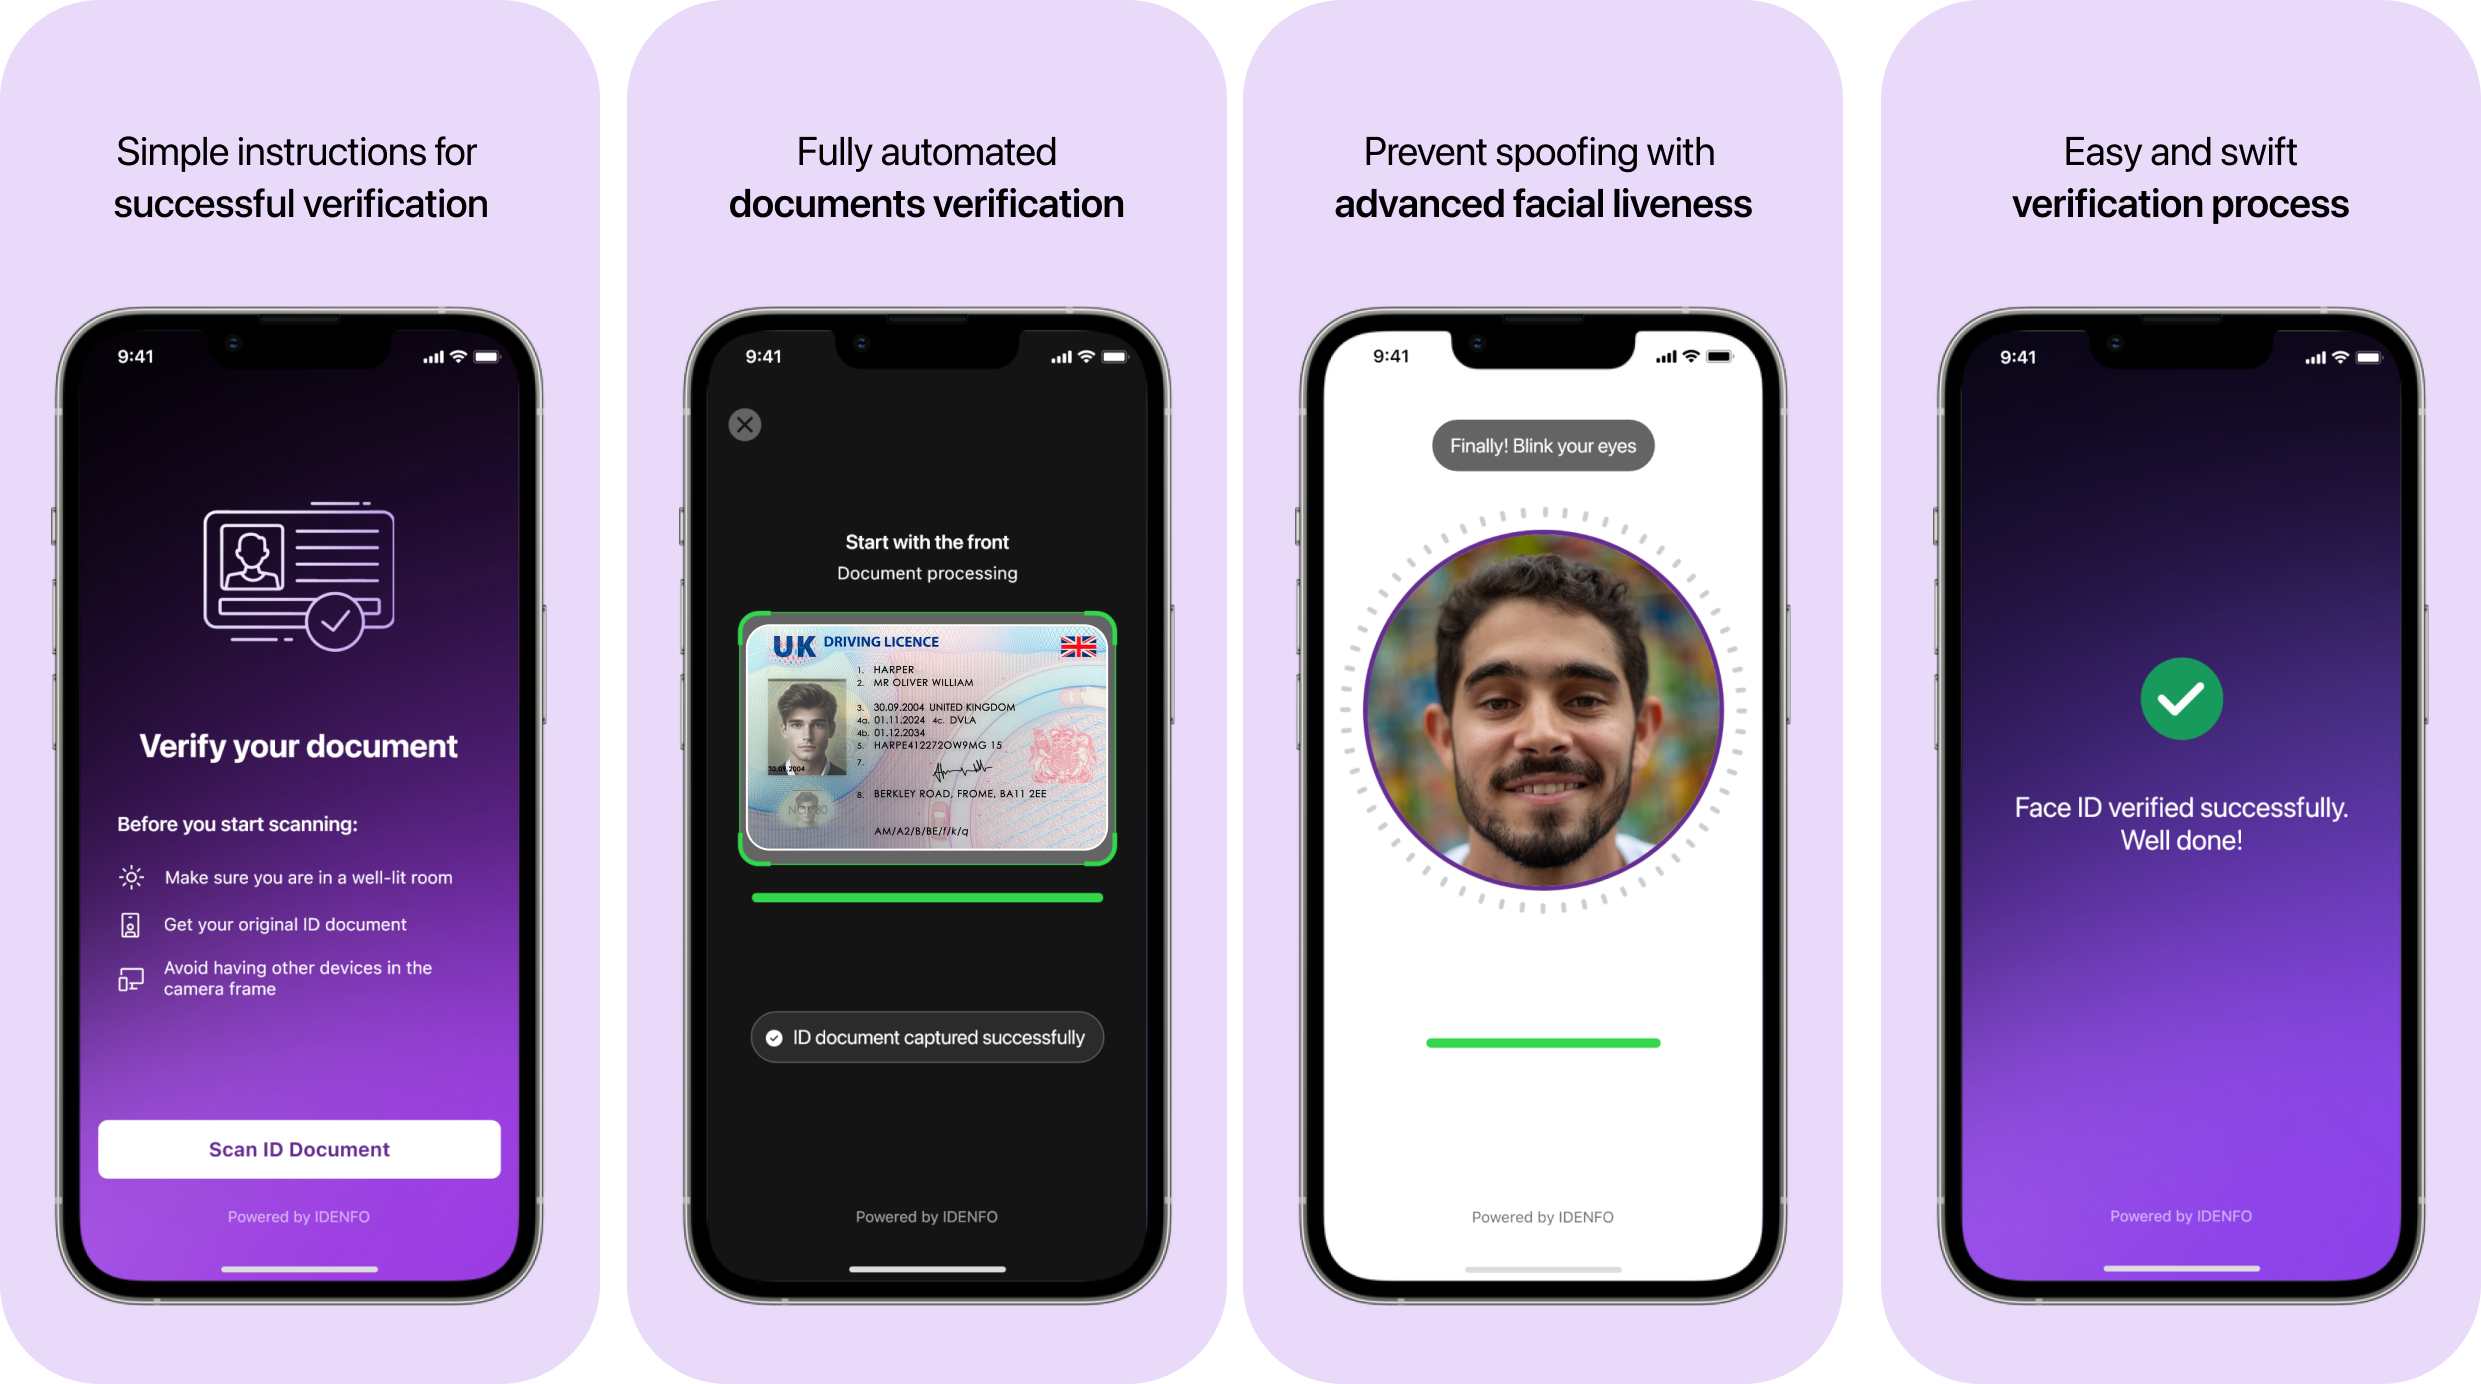 Simple instructions for
successful verification
9:41
Verify your document
Before you start scanning:
Make sure you are in a well-lit room
Get your original ID document
Avoid having other devices in the
camera frame
Scan ID Document
Powered by IDENFO
Fully automated
documents verification
9:41
Start with the front
Document processing
UK DRIVING LICENCE
1. HARPER
2. MR OLIVER WILLIAM
3. 30.09.2004 UNITED KINGDOM
4a. 01.11.2024 4c. DVLA
4b. 01.12.2034
5. HARPE412272OW9MG 15
7.
30.09.2004
8. BERKLEY ROAD, FROME, BA11 2EE
AM/A2/B/BE/f/k/q
ID document captured successfully
Powered by IDENFO
Prevent spoofing with
advanced facial liveness
9:41
Finally! Blink your eyes
Powered by IDENFO
Easy and swift
verification process
9:41
Face ID verified successfully.
Well done!
Powered by IDENFO